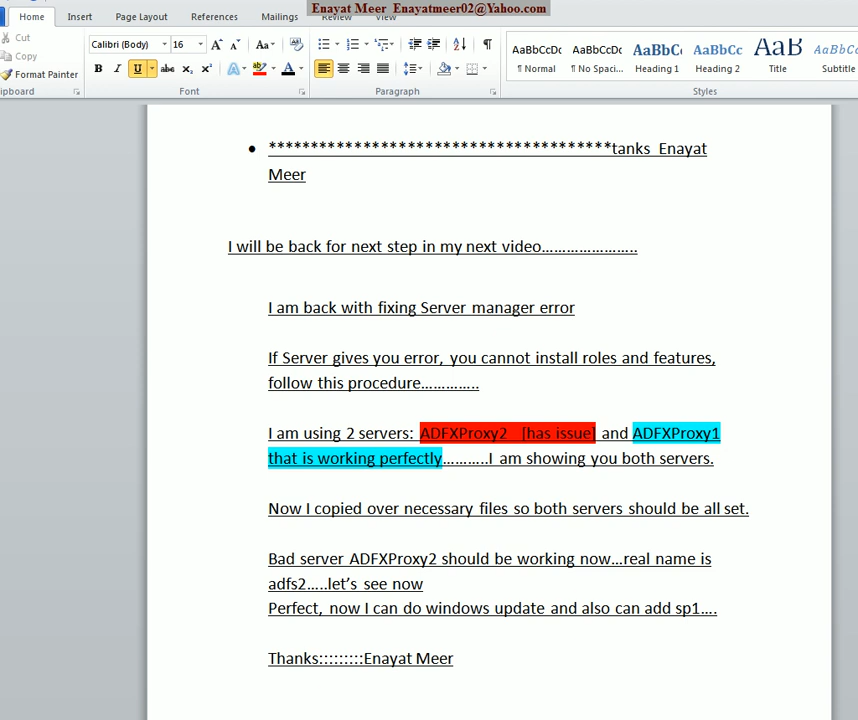 Enayat Meer Enayatmeer02@Yahoo.com
Home Insert Page Layout References Mailings Review View
Cut
Copy
Format Painter
ipboard
Calibri (Body) 16
Font
Paragraph
AaBbCcDc AaBbCcDc AaBbC AaBbCc AaB AaBbCc
¶ Normal ¶ No Spaci... Heading 1 Heading 2 Title Subtitle
Styles
• ****************************************tanks Enayat
Meer
I will be back for next step in my next video…………………..
I am back with fixing Server manager error
If Server gives you error, you cannot install roles and features,
follow this procedure…………..
I am using 2 servers: ADFXProxy2 [has issue] and ADFXProxy1
that is working perfectly………..I am showing you both servers.
Now I copied over necessary files so both servers should be all set.
Bad server ADFXProxy2 should be working now…real name is
adfs2…..let’s see now
Perfect, now I can do windows update and also can add sp1….
Thanks:::::::::Enayat Meer